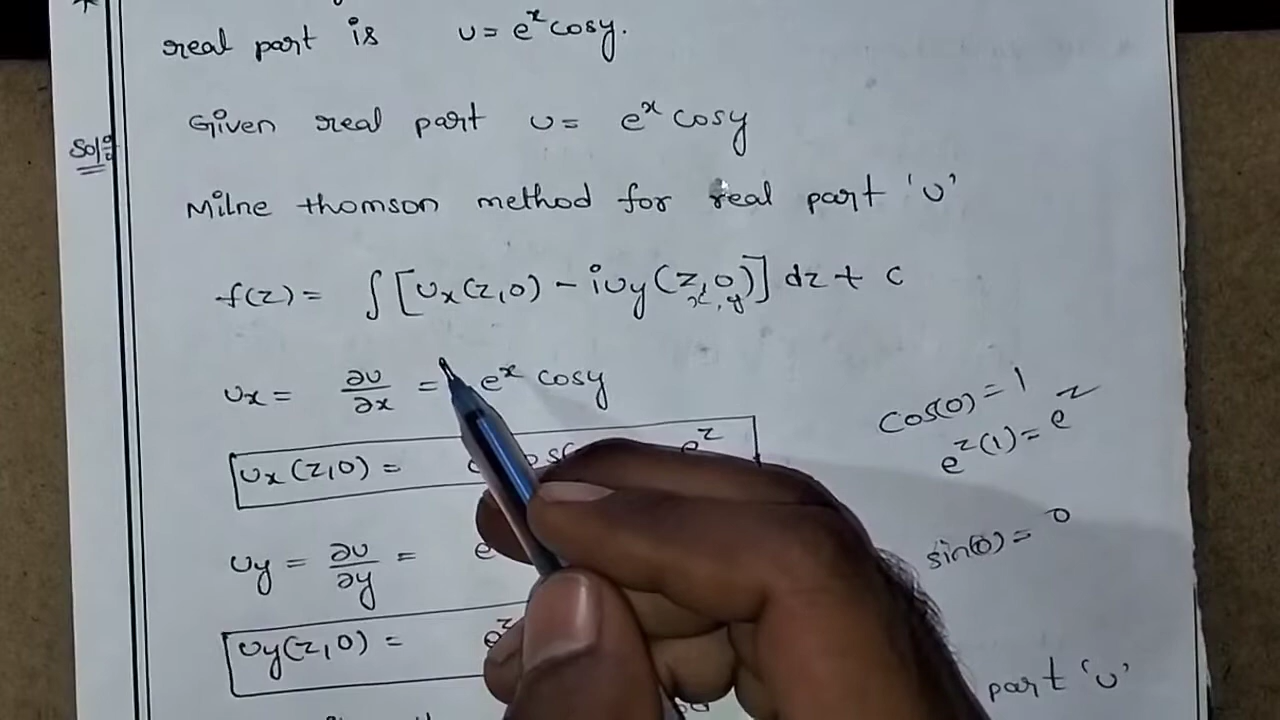 real part is u = e^x cosy.
Soln
Given real part u = e^x cosy
Milne thomson method for real part 'u'
f(z) = ∫ [ux(z,0) - iuy(z,0)] dz + c
x, y
ux = ∂u/∂x = e^x cosy
cos(0) = 1
e^z(1) = e^z
ux(z,0) = e^z
uy = ∂u/∂y = e
sin(0) = 0
uy(z,0) = e^z
part 'u'